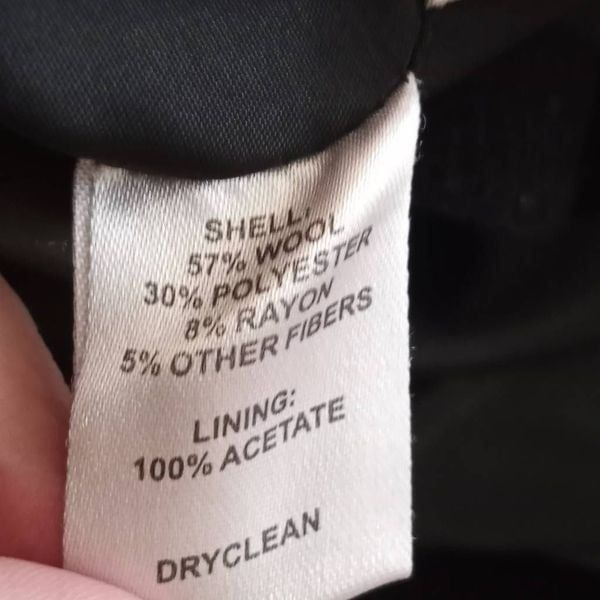 SHELL:
57% WOOL
30% POLYESTER
8% RAYON
5% OTHER FIBERS
LINING:
100% ACETATE
DRYCLEAN